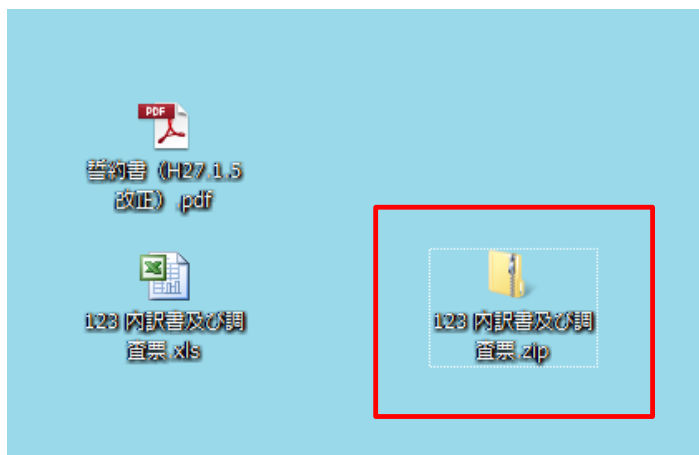 PDF
誓約書（H27.1.5
改正）.pdf
123 内訳書及び調
査票.xls
123 内訳書及び調
査票.zip